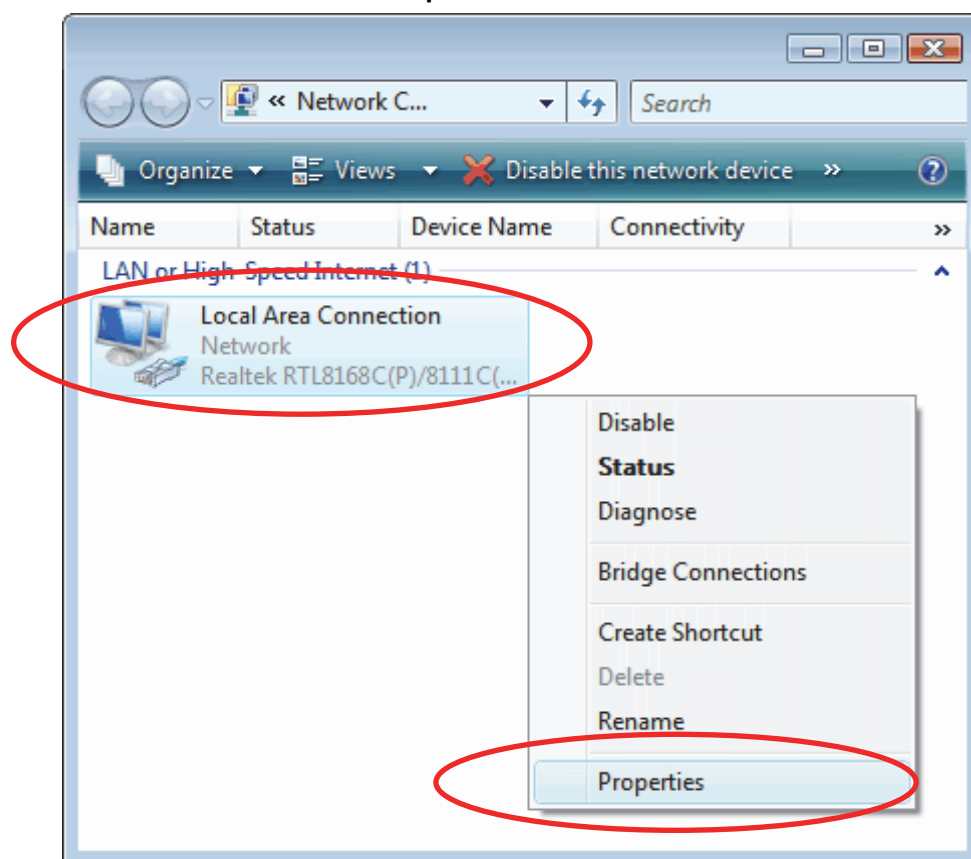 « Network C...
Search
Organize Views Disable this network device »
Name Status Device Name Connectivity »
LAN or High-Speed Internet (1)
Local Area Connection
Network
Realtek RTL8168C(P)/8111C(...
Disable
Status
Diagnose
Bridge Connections
Create Shortcut
Delete
Rename
Properties